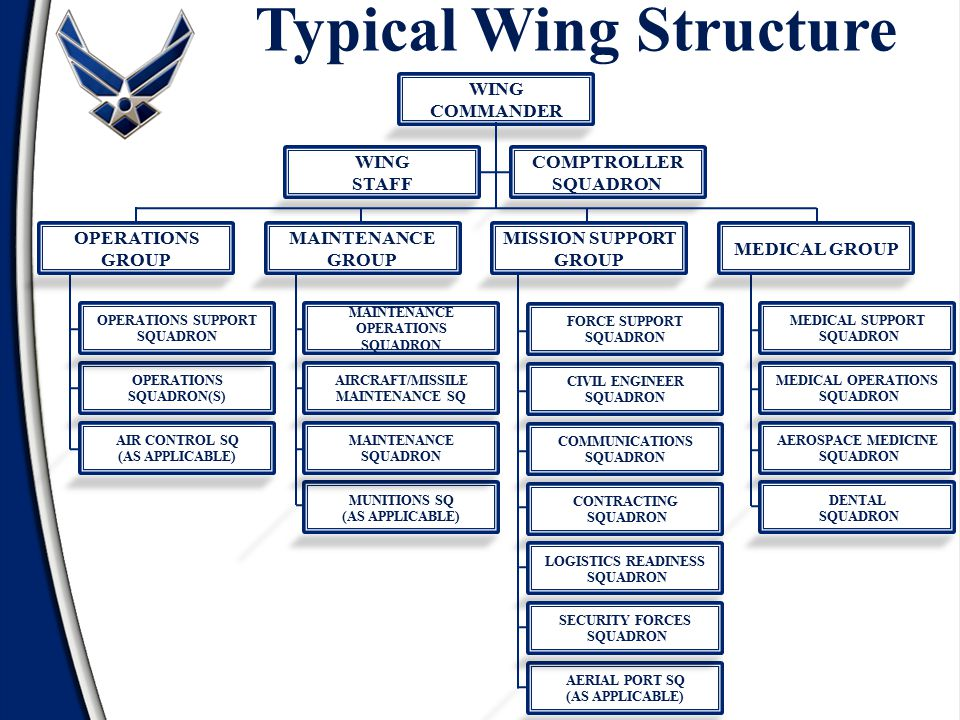 Typical Wing Structure
WING
COMMANDER
WING
STAFF
COMPTROLLER
SQUADRON
OPERATIONS
GROUP
MAINTENANCE
GROUP
MISSION SUPPORT
GROUP
MEDICAL GROUP
OPERATIONS SUPPORT
SQUADRON
OPERATIONS
SQUADRON(S)
AIR CONTROL SQ
(AS APPLICABLE)
MAINTENANCE
OPERATIONS
SQUADRON
AIRCRAFT/MISSILE
MAINTENANCE SQ
MAINTENANCE
SQUADRON
MUNITIONS SQ
(AS APPLICABLE)
FORCE SUPPORT
SQUADRON
CIVIL ENGINEER
SQUADRON
COMMUNICATIONS
SQUADRON
CONTRACTING
SQUADRON
LOGISTICS READINESS
SQUADRON
SECURITY FORCES
SQUADRON
AERIAL PORT SQ
(AS APPLICABLE)
MEDICAL SUPPORT
SQUADRON
MEDICAL OPERATIONS
SQUADRON
AEROSPACE MEDICINE
SQUADRON
DENTAL
SQUADRON